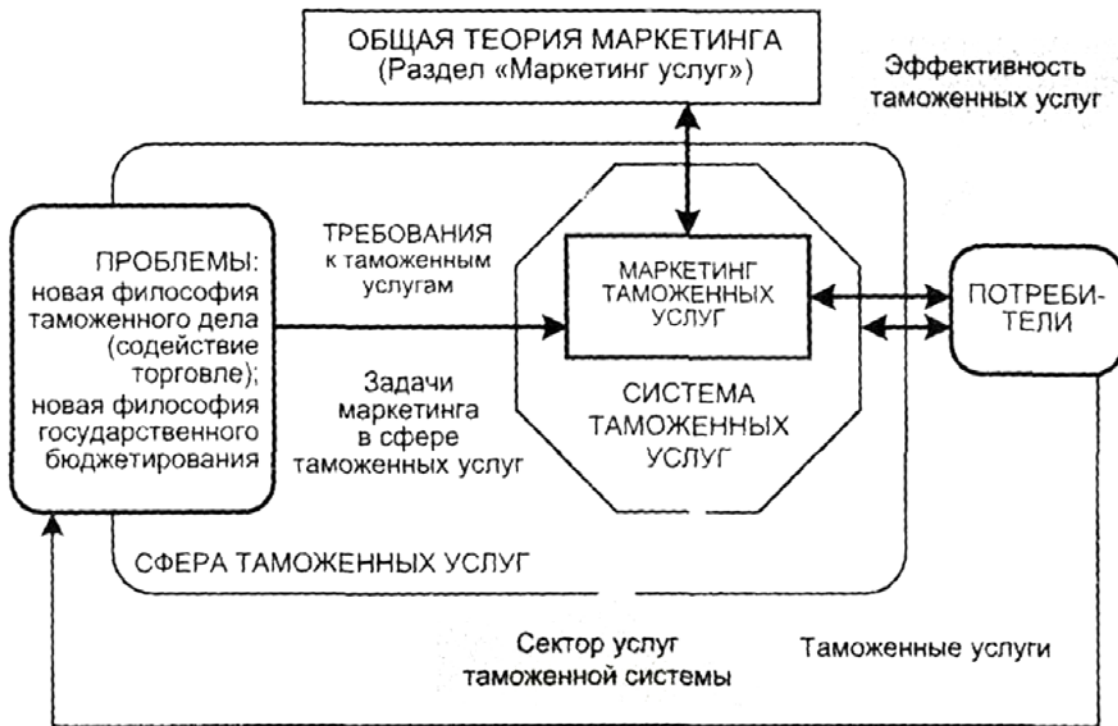 ОБЩАЯ ТЕОРИЯ МАРКЕТИНГА
(Раздел «Маркетинг услуг»)
Эффективность
таможенных услуг
ПРОБЛЕМЫ:
новая философия
таможенного дела
(содействие
торговле);
новая философия
государственного
бюджетирования
ТРЕБОВАНИЯ
к таможенным
услугам
Задачи
маркетинга
в сфере
таможенных услуг
МАРКЕТИНГ
ТАМОЖЕННЫХ
УСЛУГ
СИСТЕМА
ТАМОЖЕННЫХ
УСЛУГ
ПОТРЕБИ-
ТЕЛИ
СФЕРА ТАМОЖЕННЫХ УСЛУГ
Сектор услуг
таможенной системы
Таможенные услуги